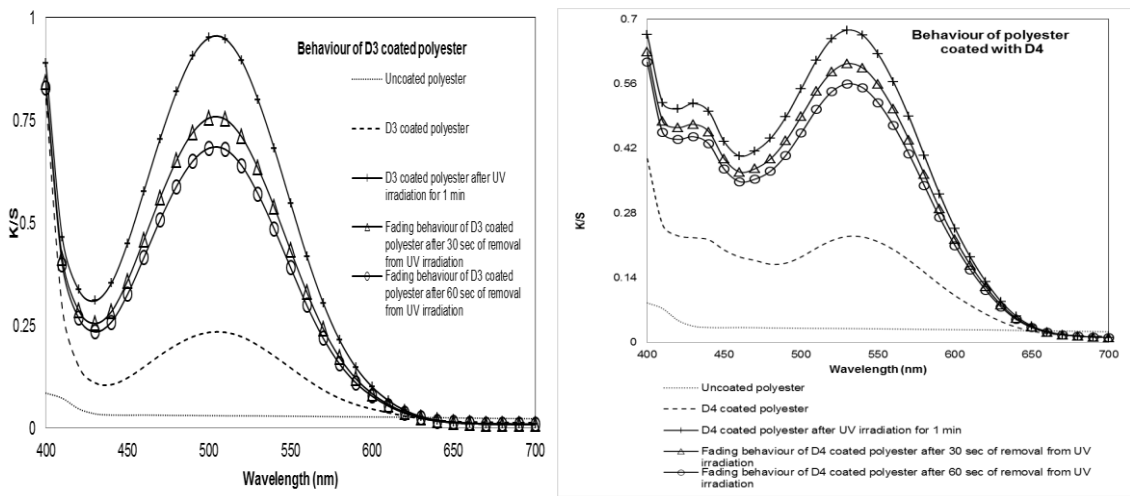 Behaviour of D3 coated polyester
Uncoated polyester
D3 coated polyester
D3 coated polyester after UV
irradiation for 1 min
Fading behaviour of D3 coated
polyester after 30 sec of removal
from UV irradiation
Fading behaviour of D3 coated
polyester after 60 sec of removal
from UV irradiation
K/S
1
0.75
0.5
0.25
0
400
450
500
550
600
650
700
Wavelength (nm)
Behaviour of polyester
coated with D4
K/S
0.7
0.56
0.42
0.28
0.14
0
400
450
500
550
600
650
700
Wavelength (nm)
Uncoated polyester
D4 coated polyester
D4 coated polyester after UV irradiation for 1 min
Fading behaviour of D4 coated polyester after 30 sec of removal from UV
irradiation
Fading behaviour of D4 coated polyester after 60 sec of removal from UV
irradiation